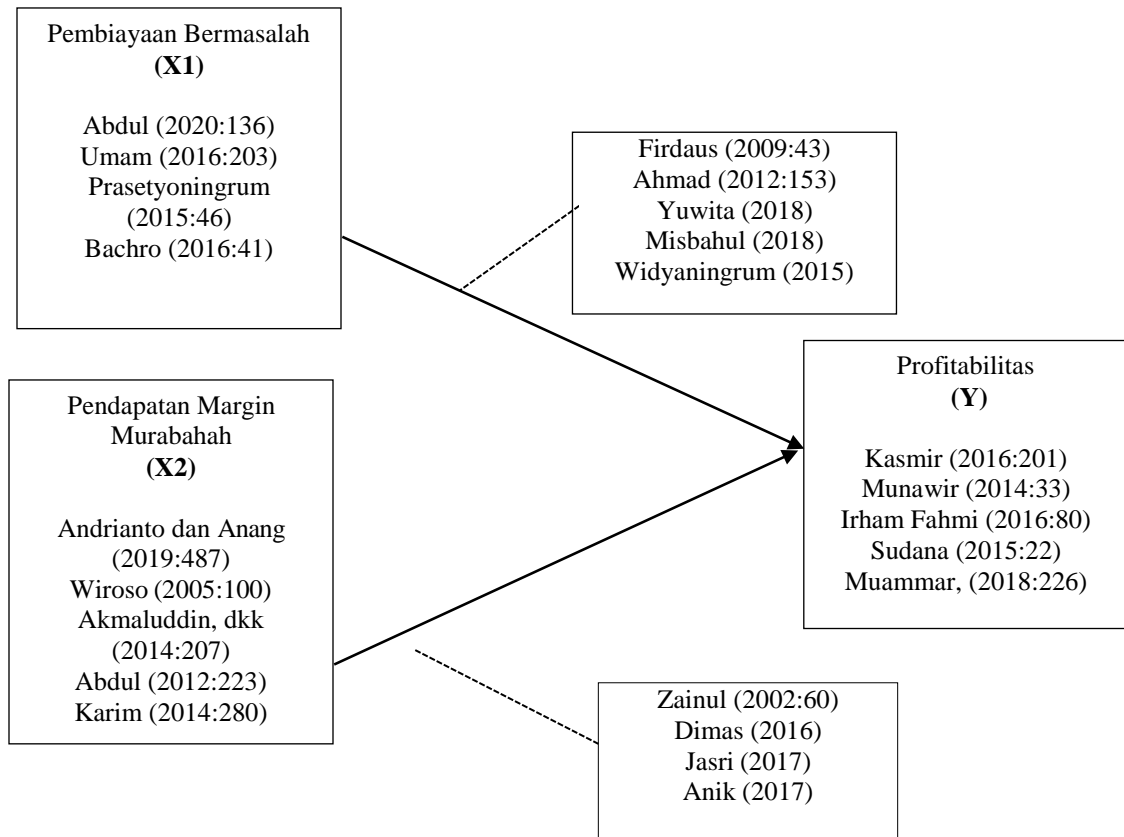 Pembiayaan Bermasalah
(X1)
Abdul (2020:136)
Umam (2016:203)
Prasetyoningrum
(2015:46)
Bachro (2016:41)
Firdaus (2009:43)
Ahmad (2012:153)
Yuwita (2018)
Misbahul (2018)
Widyaningrum (2015)
Pendapatan Margin
Murabahah
(X2)
Andrianto dan Anang
(2019:487)
Wiroso (2005:100)
Akmaluddin, dkk
(2014:207)
Abdul (2012:223)
Karim (2014:280)
Profitabilitas
(Y)
Kasmir (2016:201)
Munawir (2014:33)
Irham Fahmi (2016:80)
Sudana (2015:22)
Muammar, (2018:226)
Zainul (2002:60)
Dimas (2016)
Jasri (2017)
Anik (2017)